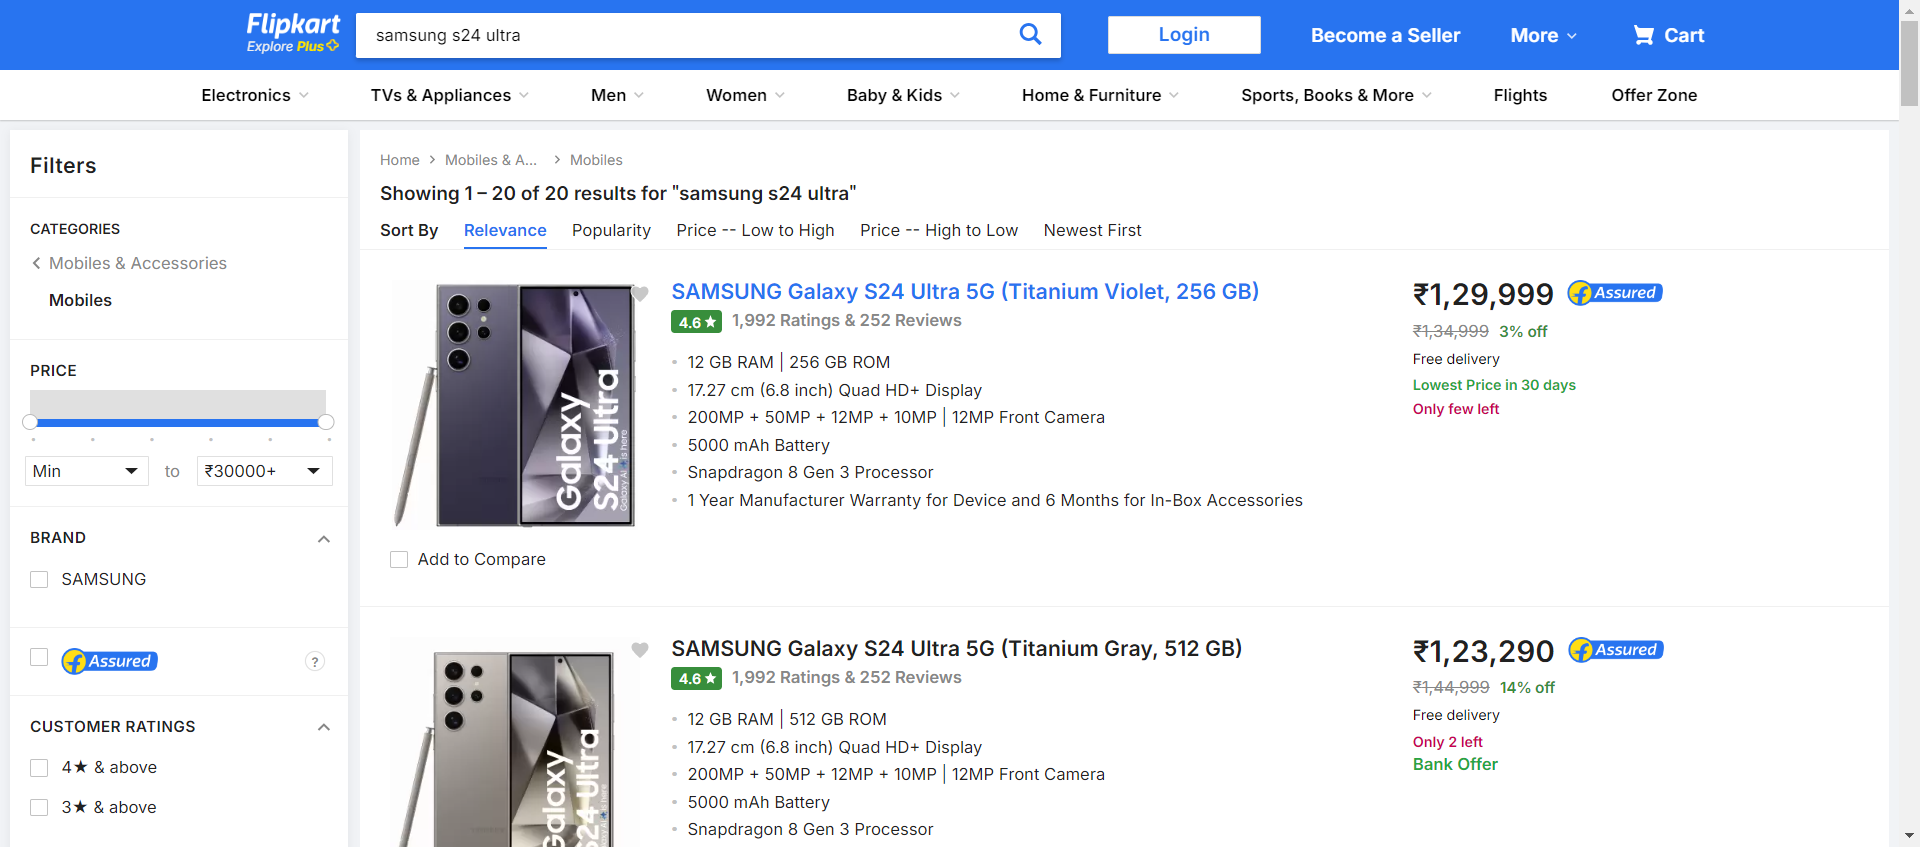 Flipkart
Explore Plus
samsung s24 ultra
Login
Become a Seller
More
Cart
Electronics
TVs & Appliances
Men
Women
Baby & Kids
Home & Furniture
Sports, Books & More
Flights
Offer Zone
Filters
CATEGORIES
Mobiles & Accessories
Mobiles
PRICE
Min
to
₹30000+
BRAND
SAMSUNG
Assured
?
CUSTOMER RATINGS
4★ & above
3★ & above
Home
Mobiles & A...
Mobiles
Showing 1 – 20 of 20 results for "samsung s24 ultra"
Sort By
Relevance
Popularity
Price -- Low to High
Price -- High to Low
Newest First
Galaxy
S24 Ultra
Galaxy AI is here
Add to Compare
SAMSUNG Galaxy S24 Ultra 5G (Titanium Violet, 256 GB)
4.6★ 1,992 Ratings & 252 Reviews
12 GB RAM | 256 GB ROM
17.27 cm (6.8 inch) Quad HD+ Display
200MP + 50MP + 12MP + 10MP | 12MP Front Camera
5000 mAh Battery
Snapdragon 8 Gen 3 Processor
1 Year Manufacturer Warranty for Device and 6 Months for In-Box Accessories
₹1,29,999
Assured
₹1,34,999 3% off
Free delivery
Lowest Price in 30 days
Only few left
Galaxy
S24 Ultra
SAMSUNG Galaxy S24 Ultra 5G (Titanium Gray, 512 GB)
4.6★ 1,992 Ratings & 252 Reviews
12 GB RAM | 512 GB ROM
17.27 cm (6.8 inch) Quad HD+ Display
200MP + 50MP + 12MP + 10MP | 12MP Front Camera
5000 mAh Battery
Snapdragon 8 Gen 3 Processor
₹1,23,290
Assured
₹1,44,999 14% off
Free delivery
Only 2 left
Bank Offer